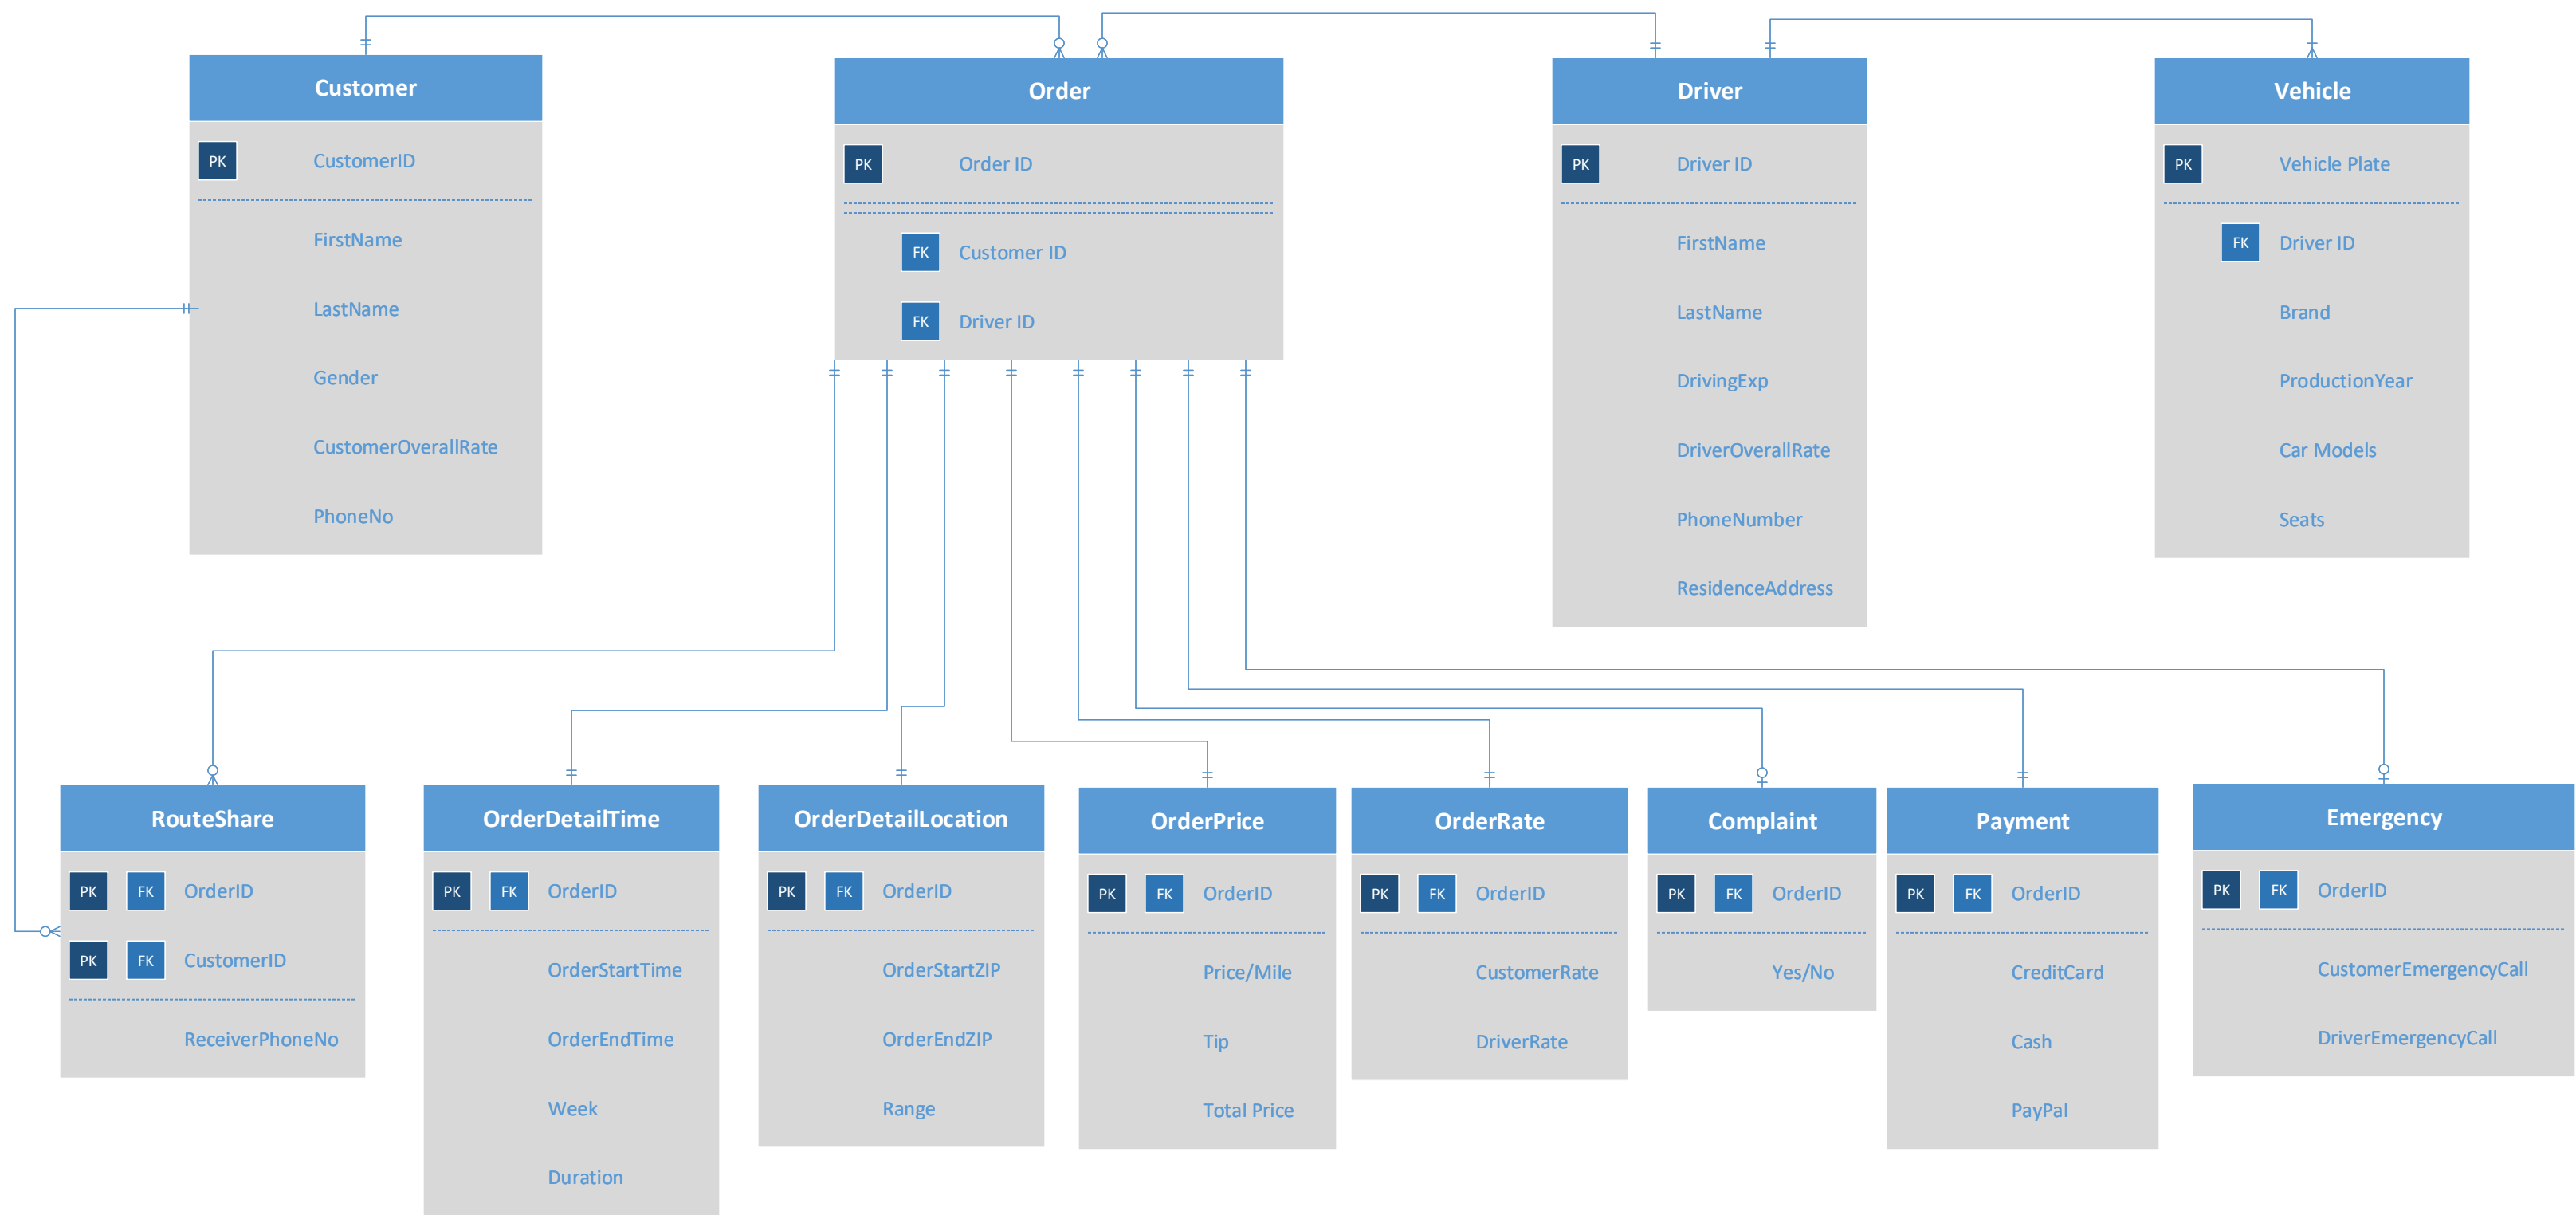 Customer
PK CustomerID
FirstName
LastName
Gender
CustomerOverallRate
PhoneNo
Order
PK Order ID
FK Customer ID
FK Driver ID
Driver
PK Driver ID
FirstName
LastName
DrivingExp
DriverOverallRate
PhoneNumber
ResidenceAddress
Vehicle
PK Vehicle Plate
FK Driver ID
Brand
ProductionYear
Car Models
Seats
RouteShare
PK FK OrderID
PK FK CustomerID
ReceiverPhoneNo
OrderDetailTime
PK FK OrderID
OrderStartTime
OrderEndTime
Week
Duration
OrderDetailLocation
PK FK OrderID
OrderStartZIP
OrderEndZIP
Range
OrderPrice
PK FK OrderID
Price/Mile
Tip
Total Price
OrderRate
PK FK OrderID
CustomerRate
DriverRate
Complaint
PK FK OrderID
Yes/No
Payment
PK FK OrderID
CreditCard
Cash
PayPal
Emergency
PK FK OrderID
CustomerEmergencyCall
DriverEmergencyCall